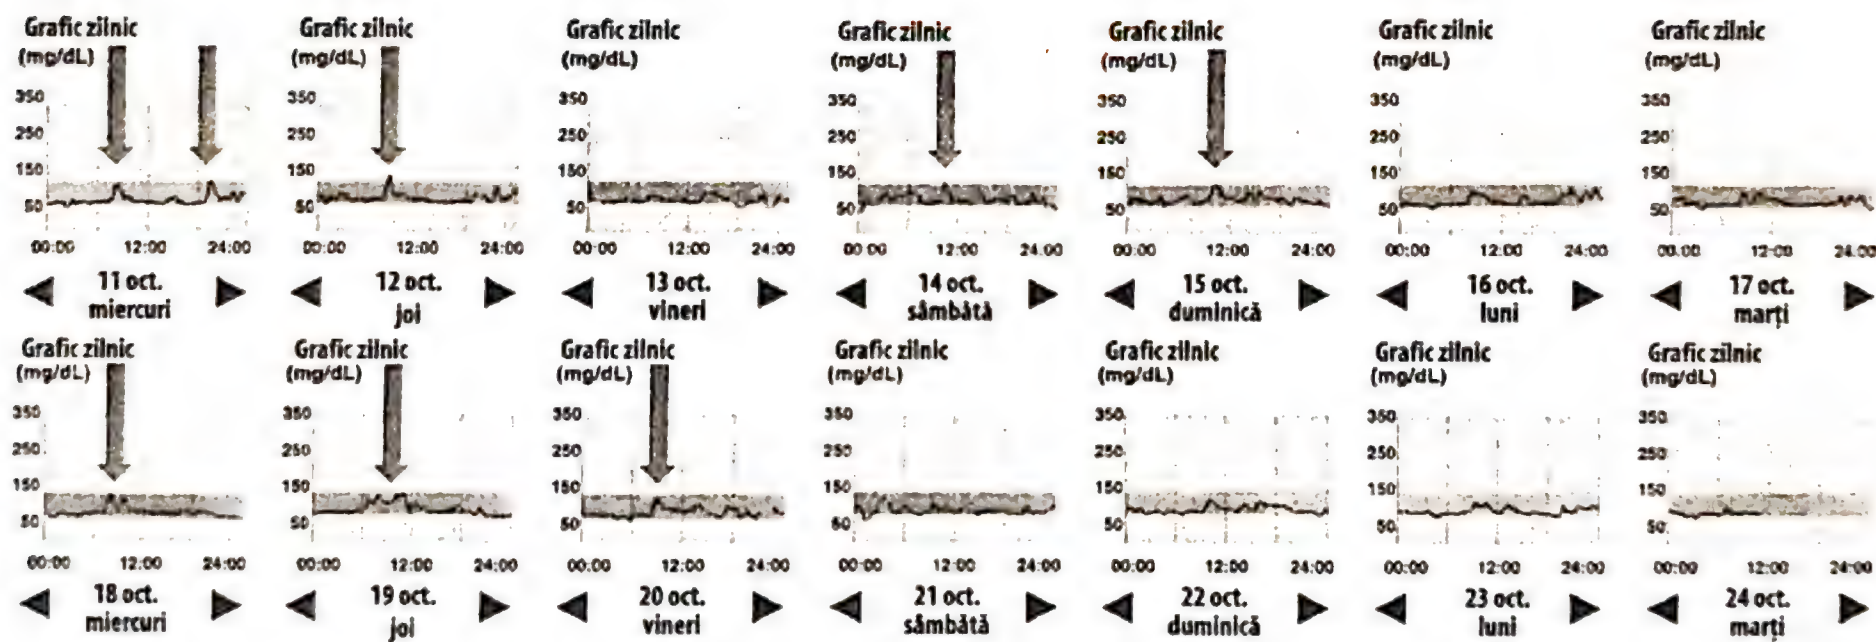 Grafic zilnic Grafic zilnic Grafic zilnic Grafic zilnic Grafic zilnic Grafic zilnic Grafic zilnic
(mg/dL) (mg/dL) (mg/dL) (mg/dL) (mg/dL) (mg/dL) (mg/dL)
350 350 350 350 350 350 350
250 250 250 250 250 250 250
150 150 150 150 150 150 150
50 50 50 50 50 50 50
00:00 12:00 24:00 00:00 12:00 24:00 00:00 12:00 24:00 00:00 12:00 24:00 00:00 12:00 24:00 00:00 12:00 24:00 00:00 12:00 24:00
11 oct. 12 oct. 13 oct. 14 oct. 15 oct. 16 oct. 17 oct.
miercuri joi vineri sâmbătă duminică luni marți
Grafic zilnic Grafic zilnic Grafic zilnic Grafic zilnic Grafic zilnic Grafic zilnic Grafic zilnic
(mg/dL) (mg/dL) (mg/dL) (mg/dL) (mg/dL) (mg/dL) (mg/dL)
350 350 350 350 350 350 350
250 250 250 250 250 250 250
150 150 150 150 150 150 150
50 50 50 50 50 50 50
00:00 12:00 24:00 00:00 12:00 24:00 00:00 12:00 24:00 00:00 12:00 24:00 00:00 12:00 24:00 00:00 12:00 24:00 00:00 12:00 24:00
18 oct. 19 oct. 20 oct. 21 oct. 22 oct. 23 oct. 24 oct.
miercuri joi vineri sâmbătă duminică luni marți